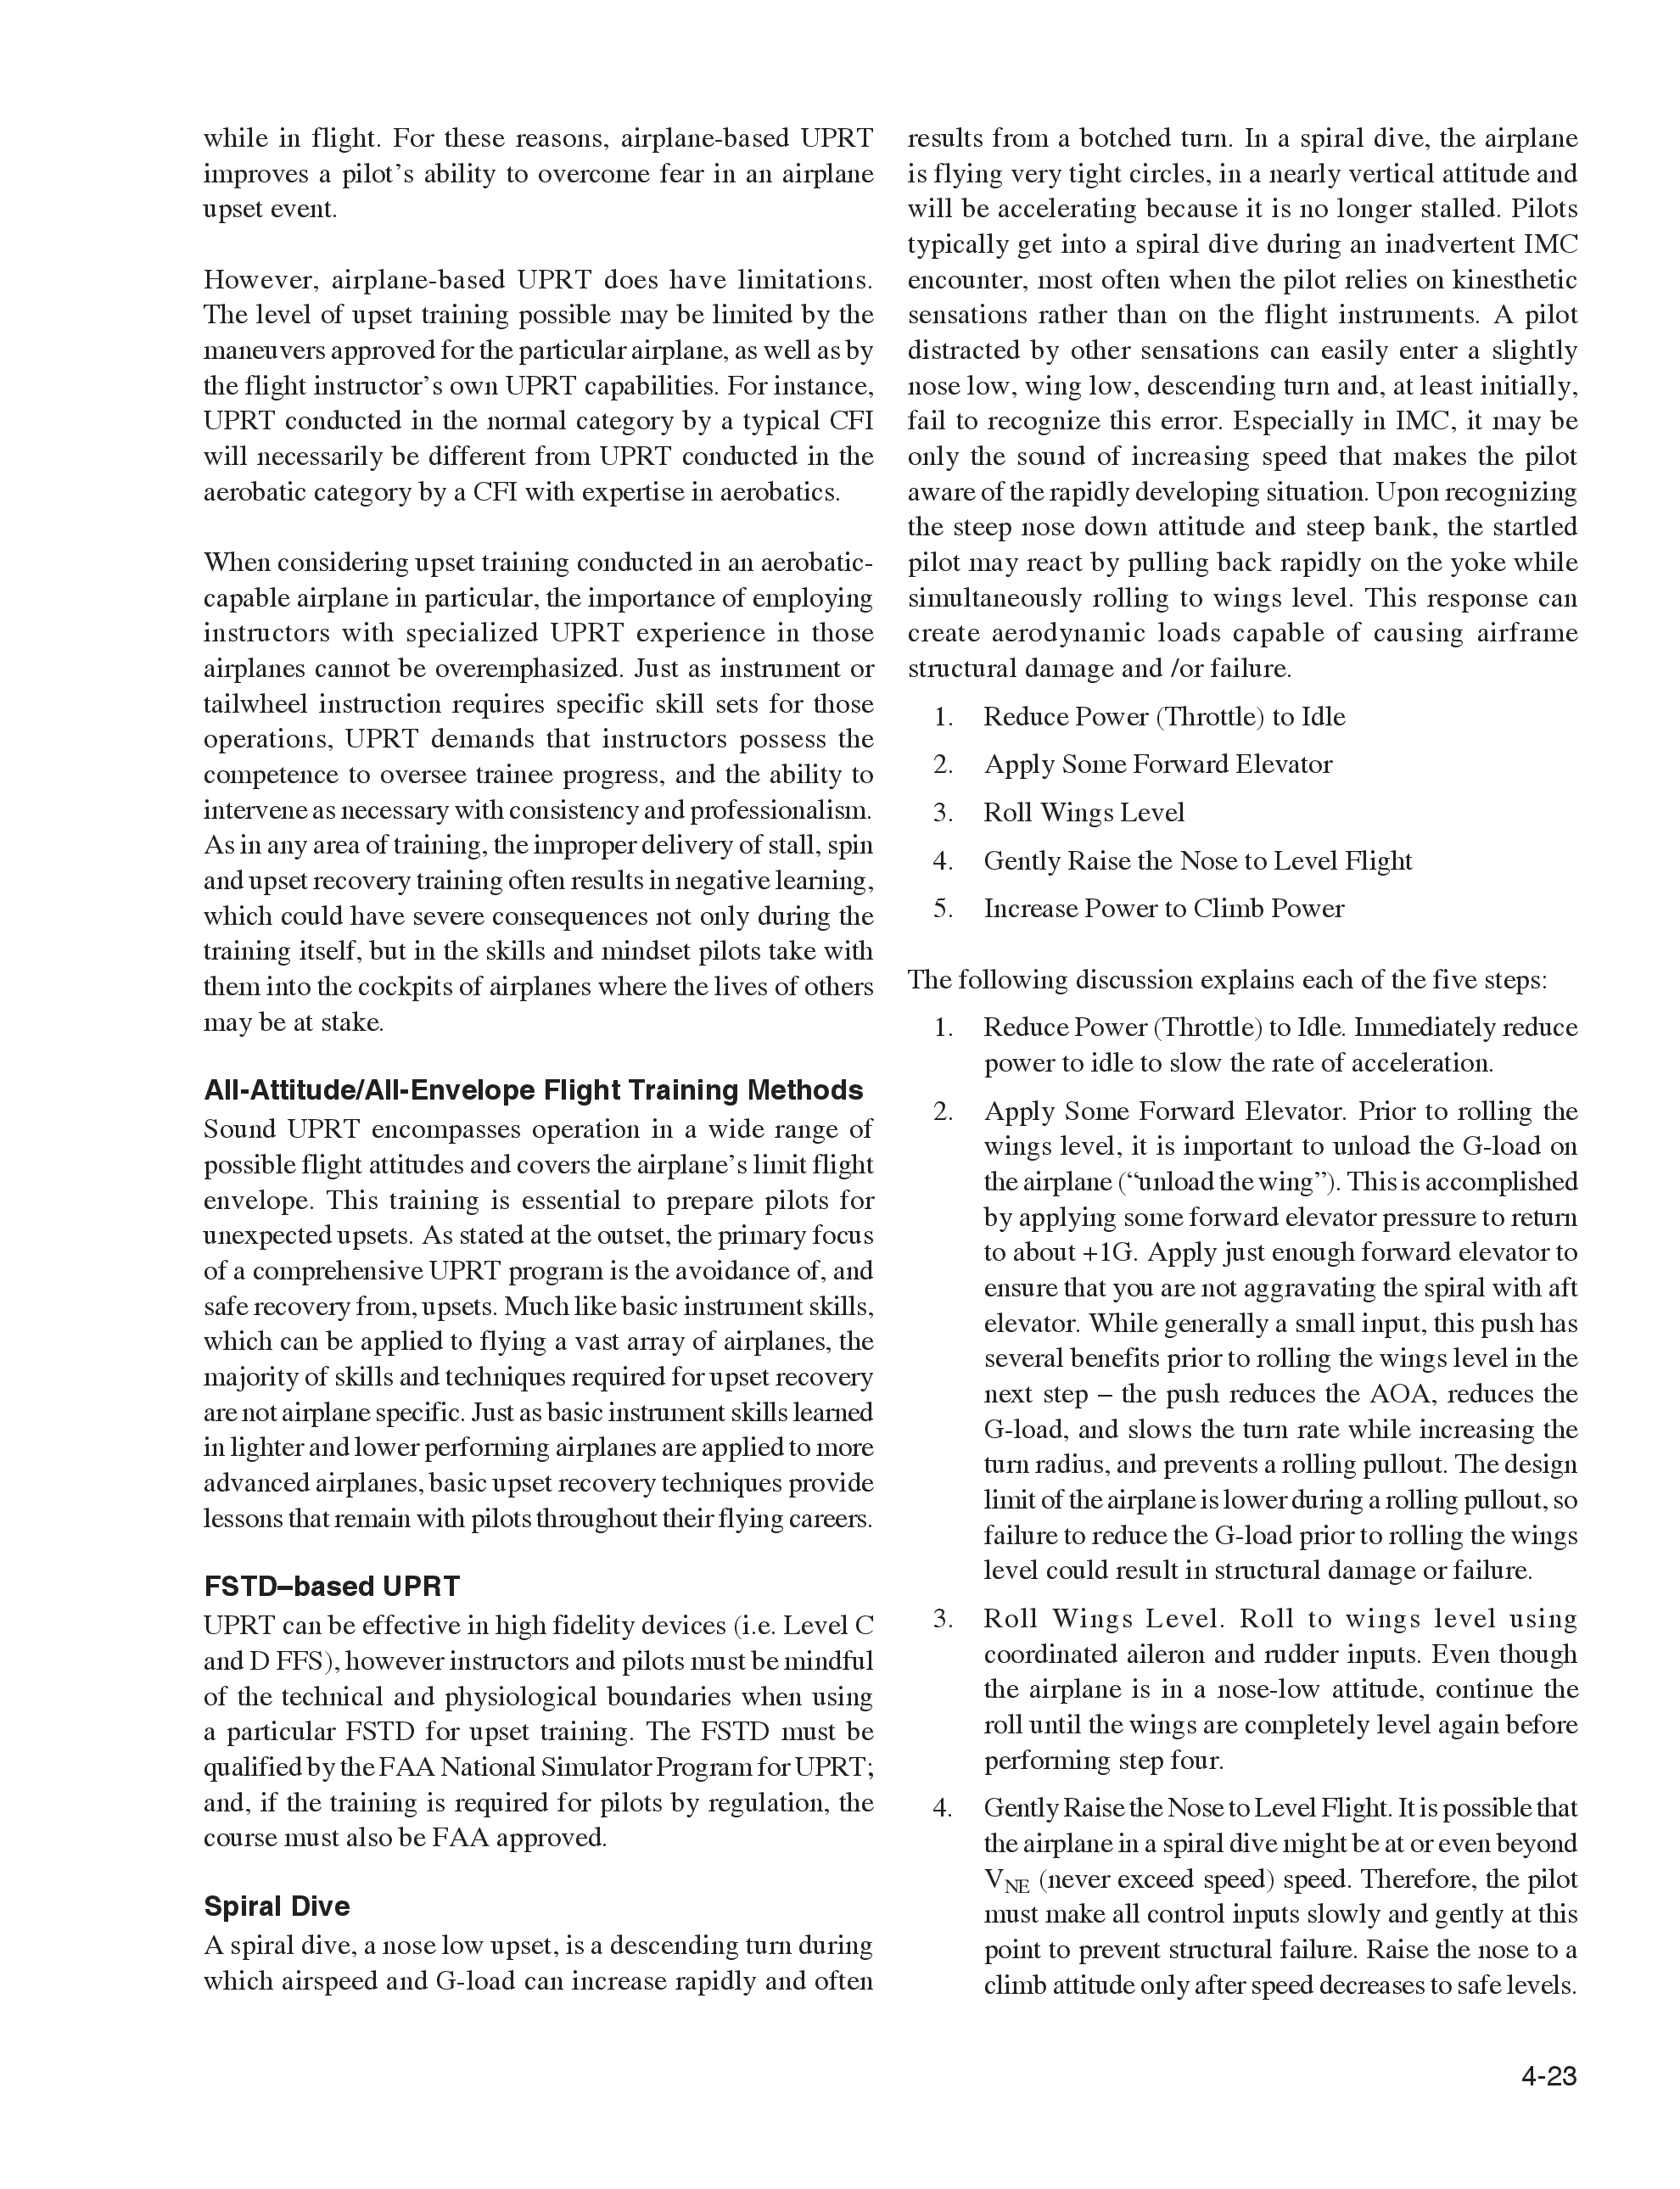 while in flight. For these reasons, airplane-based UPRT
improves a pilot’s ability to overcome fear in an airplane
upset event.
However, airplane-based UPRT does have limitations.
The level of upset training possible may be limited by the
maneuvers approved for the particular airplane, as well as by
the flight instructor’s own UPRT capabilities. For instance,
UPRT conducted in the normal category by a typical CFI
will necessarily be different from UPRT conducted in the
aerobatic category by a CFI with expertise in aerobatics.
When considering upset training conducted in an aerobatic-
capable airplane in particular, the importance of employing
instructors with specialized UPRT experience in those
airplanes cannot be overemphasized. Just as instrument or
tailwheel instruction requires specific skill sets for those
operations, UPRT demands that instructors possess the
competence to oversee trainee progress, and the ability to
intervene as necessary with consistency and professionalism.
As in any area of training, the improper delivery of stall, spin
and upset recovery training often results in negative learning,
which could have severe consequences not only during the
training itself, but in the skills and mindset pilots take with
them into the cockpits of airplanes where the lives of others
may be at stake.
All-Attitude/All-Envelope Flight Training Methods
Sound UPRT encompasses operation in a wide range of
possible flight attitudes and covers the airplane’s limit flight
envelope. This training is essential to prepare pilots for
unexpected upsets. As stated at the outset, the primary focus
of a comprehensive UPRT program is the avoidance of, and
safe recovery from, upsets. Much like basic instrument skills,
which can be applied to flying a vast array of airplanes, the
majority of skills and techniques required for upset recovery
are not airplane specific. Just as basic instrument skills learned
in lighter and lower performing airplanes are applied to more
advanced airplanes, basic upset recovery techniques provide
lessons that remain with pilots throughout their flying careers.
FSTD–based UPRT
UPRT can be effective in high fidelity devices (i.e. Level C
and D FFS), however instructors and pilots must be mindful
of the technical and physiological boundaries when using
a particular FSTD for upset training. The FSTD must be
qualified by the FAA National Simulator Program for UPRT;
and, if the training is required for pilots by regulation, the
course must also be FAA approved.
Spiral Dive
A spiral dive, a nose low upset, is a descending turn during
which airspeed and G-load can increase rapidly and often
results from a botched turn. In a spiral dive, the airplane
is flying very tight circles, in a nearly vertical attitude and
will be accelerating because it is no longer stalled. Pilots
typically get into a spiral dive during an inadvertent IMC
encounter, most often when the pilot relies on kinesthetic
sensations rather than on the flight instruments. A pilot
distracted by other sensations can easily enter a slightly
nose low, wing low, descending turn and, at least initially,
fail to recognize this error. Especially in IMC, it may be
only the sound of increasing speed that makes the pilot
aware of the rapidly developing situation. Upon recognizing
the steep nose down attitude and steep bank, the startled
pilot may react by pulling back rapidly on the yoke while
simultaneously rolling to wings level. This response can
create aerodynamic loads capable of causing airframe
structural damage and /or failure.
1. Reduce Power (Throttle) to Idle
2. Apply Some Forward Elevator
3. Roll Wings Level
4. Gently Raise the Nose to Level Flight
5. Increase Power to Climb Power
The following discussion explains each of the five steps:
1. Reduce Power (Throttle) to Idle. Immediately reduce
power to idle to slow the rate of acceleration.
2. Apply Some Forward Elevator. Prior to rolling the
wings level, it is important to unload the G-load on
the airplane (“unload the wing”). This is accomplished
by applying some forward elevator pressure to return
to about +1G. Apply just enough forward elevator to
ensure that you are not aggravating the spiral with aft
elevator. While generally a small input, this push has
several benefits prior to rolling the wings level in the
next step – the push reduces the AOA, reduces the
G-load, and slows the turn rate while increasing the
turn radius, and prevents a rolling pullout. The design
limit of the airplane is lower during a rolling pullout, so
failure to reduce the G-load prior to rolling the wings
level could result in structural damage or failure.
3. Roll Wings Level. Roll to wings level using
coordinated aileron and rudder inputs. Even though
the airplane is in a nose-low attitude, continue the
roll until the wings are completely level again before
performing step four.
4. Gently Raise the Nose to Level Flight. It is possible that
the airplane in a spiral dive might be at or even beyond
VNE (never exceed speed) speed. Therefore, the pilot
must make all control inputs slowly and gently at this
point to prevent structural failure. Raise the nose to a
climb attitude only after speed decreases to safe levels.
4-23